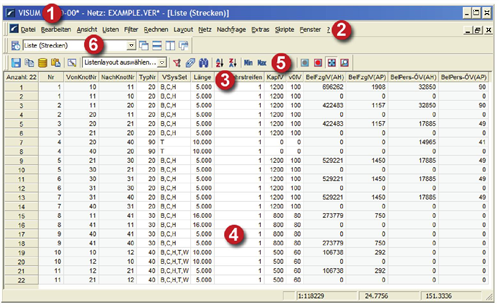 VISUM 1 0-00* - Netz: EXAMPLE.VER* - [Liste (Strecken)]
Datei Bearbeiten Ansicht Listen Filter Rechnen Layout Netz Nachfrage Extras Skripte Fenster ? 2
Liste (Strecken) 6
Listenlayout auswählen... Min Max 5
3
Anzahl: 22 Nr VonKnotNr NachKnotNr TypNr VSysSet Länge hrstreifen KapIV v0IV BelFzgIV(AH) BelFzgIV(AP) BelPers-ÖV(AH) BelPers-ÖV(AP)
1 1 10 11 20 B,C,H 5.000 1 1200 100 696262 1908 32850 90
2 1 11 10 20 B,C,H 5.000 1 1200 100 0 0 0 0
3 2 11 20 20 B,C,H 5.000 1 1200 100 422483 1157 32850 90
4 2 20 11 20 B,C,H 5.000 1 1200 100 0 0 0 0
5 3 20 21 20 B,C,H 5.000 1 1200 100 422483 1157 17885 49
6 3 21 20 20 B,C,H 5.000 1 1200 100 0 0 0 0
7 4 20 40 90 T 10.000 1 0 0 0 0 14965 41
8 4 40 20 90 T 10.000 1 0 0 0 0 0 0
9 5 21 30 20 B,C,H 5.000 1 1200 100 529221 1450 17885 49
10 5 30 21 20 B,C,H 5.000 1 1200 100 0 0 0 0
11 6 30 31 20 B,C,H 5.000 1 1200 100 529221 1450 17885 49
12 6 31 30 20 B,C,H 5.000 1 1200 100 0 0 0 0
13 7 31 40 20 B,C,H 5.000 1 1200 100 529221 1450 17885 49
14 7 40 31 20 B,C,H 5.000 1 1200 100 0 0 0 0
15 8 11 41 30 B,C,H 16.000 1 800 80 273779 750 0 0
16 8 41 11 30 B,C,H 16.000 1 800 80 0 0 0 0
4
17 9 40 41 30 B,C,H 5.000 1 800 80 0 0 0 0
18 9 41 40 30 B,C,H 5.000 1 800 80 273779 750 0 0
19 10 10 12 40 B,C,H,T,W 10.000 1 500 60 106738 292 0 0
20 10 12 10 40 B,C,H,T,W 10.000 1 500 60 0 0 0 0
21 11 12 21 40 B,C,H,T,W 10.000 1 500 60 106738 292 0 0
22 11 21 12 40 B,C,H,T,W 10.000 1 500 60 0 0 0 0
1:118229 24.7756 151.3336